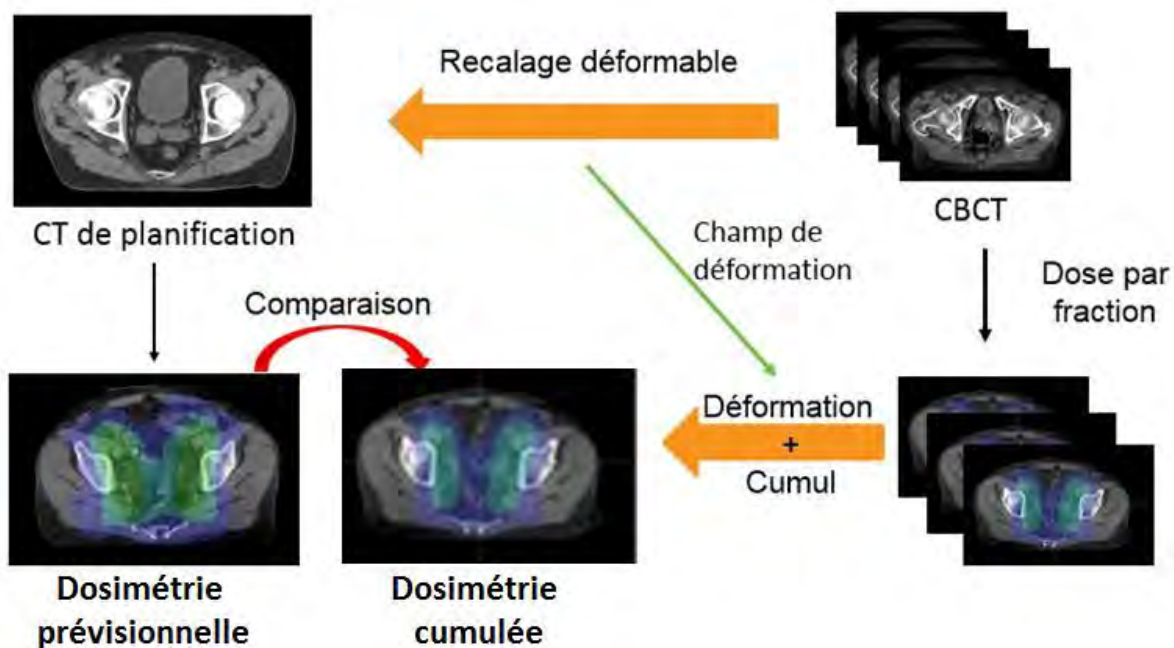 Recalage déformable
CT de planification
CBCT
Champ de
déformation
Dose par
fraction
Comparaison
Déformation
+
Cumul
Dosimétrie
prévisionnelle
Dosimétrie
cumulée